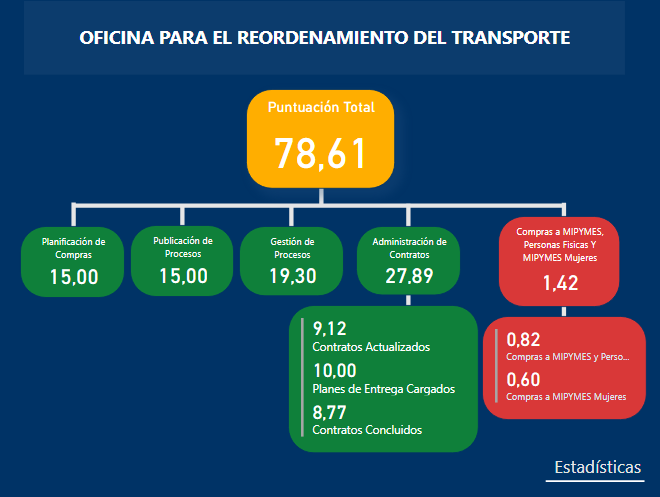 OFICINA PARA EL REORDENAMIENTO DEL TRANSPORTE
Puntuación Total
78,61
Planificación de
Compras
15,00
Publicación de
Procesos
15,00
Gestión de
Procesos
19,30
Administración de
Contratos
27,89
Compras a MIPYMES,
Personas Fisicas Y
MIPYMES Mujeres
1,42
9,12
Contratos Actualizados
10,00
Planes de Entrega Cargados
8,77
Contratos Concluidos
0,82
Compras a MIPYMES y Perso...
0,60
Compras a MIPYMES Mujeres
Estadísticas